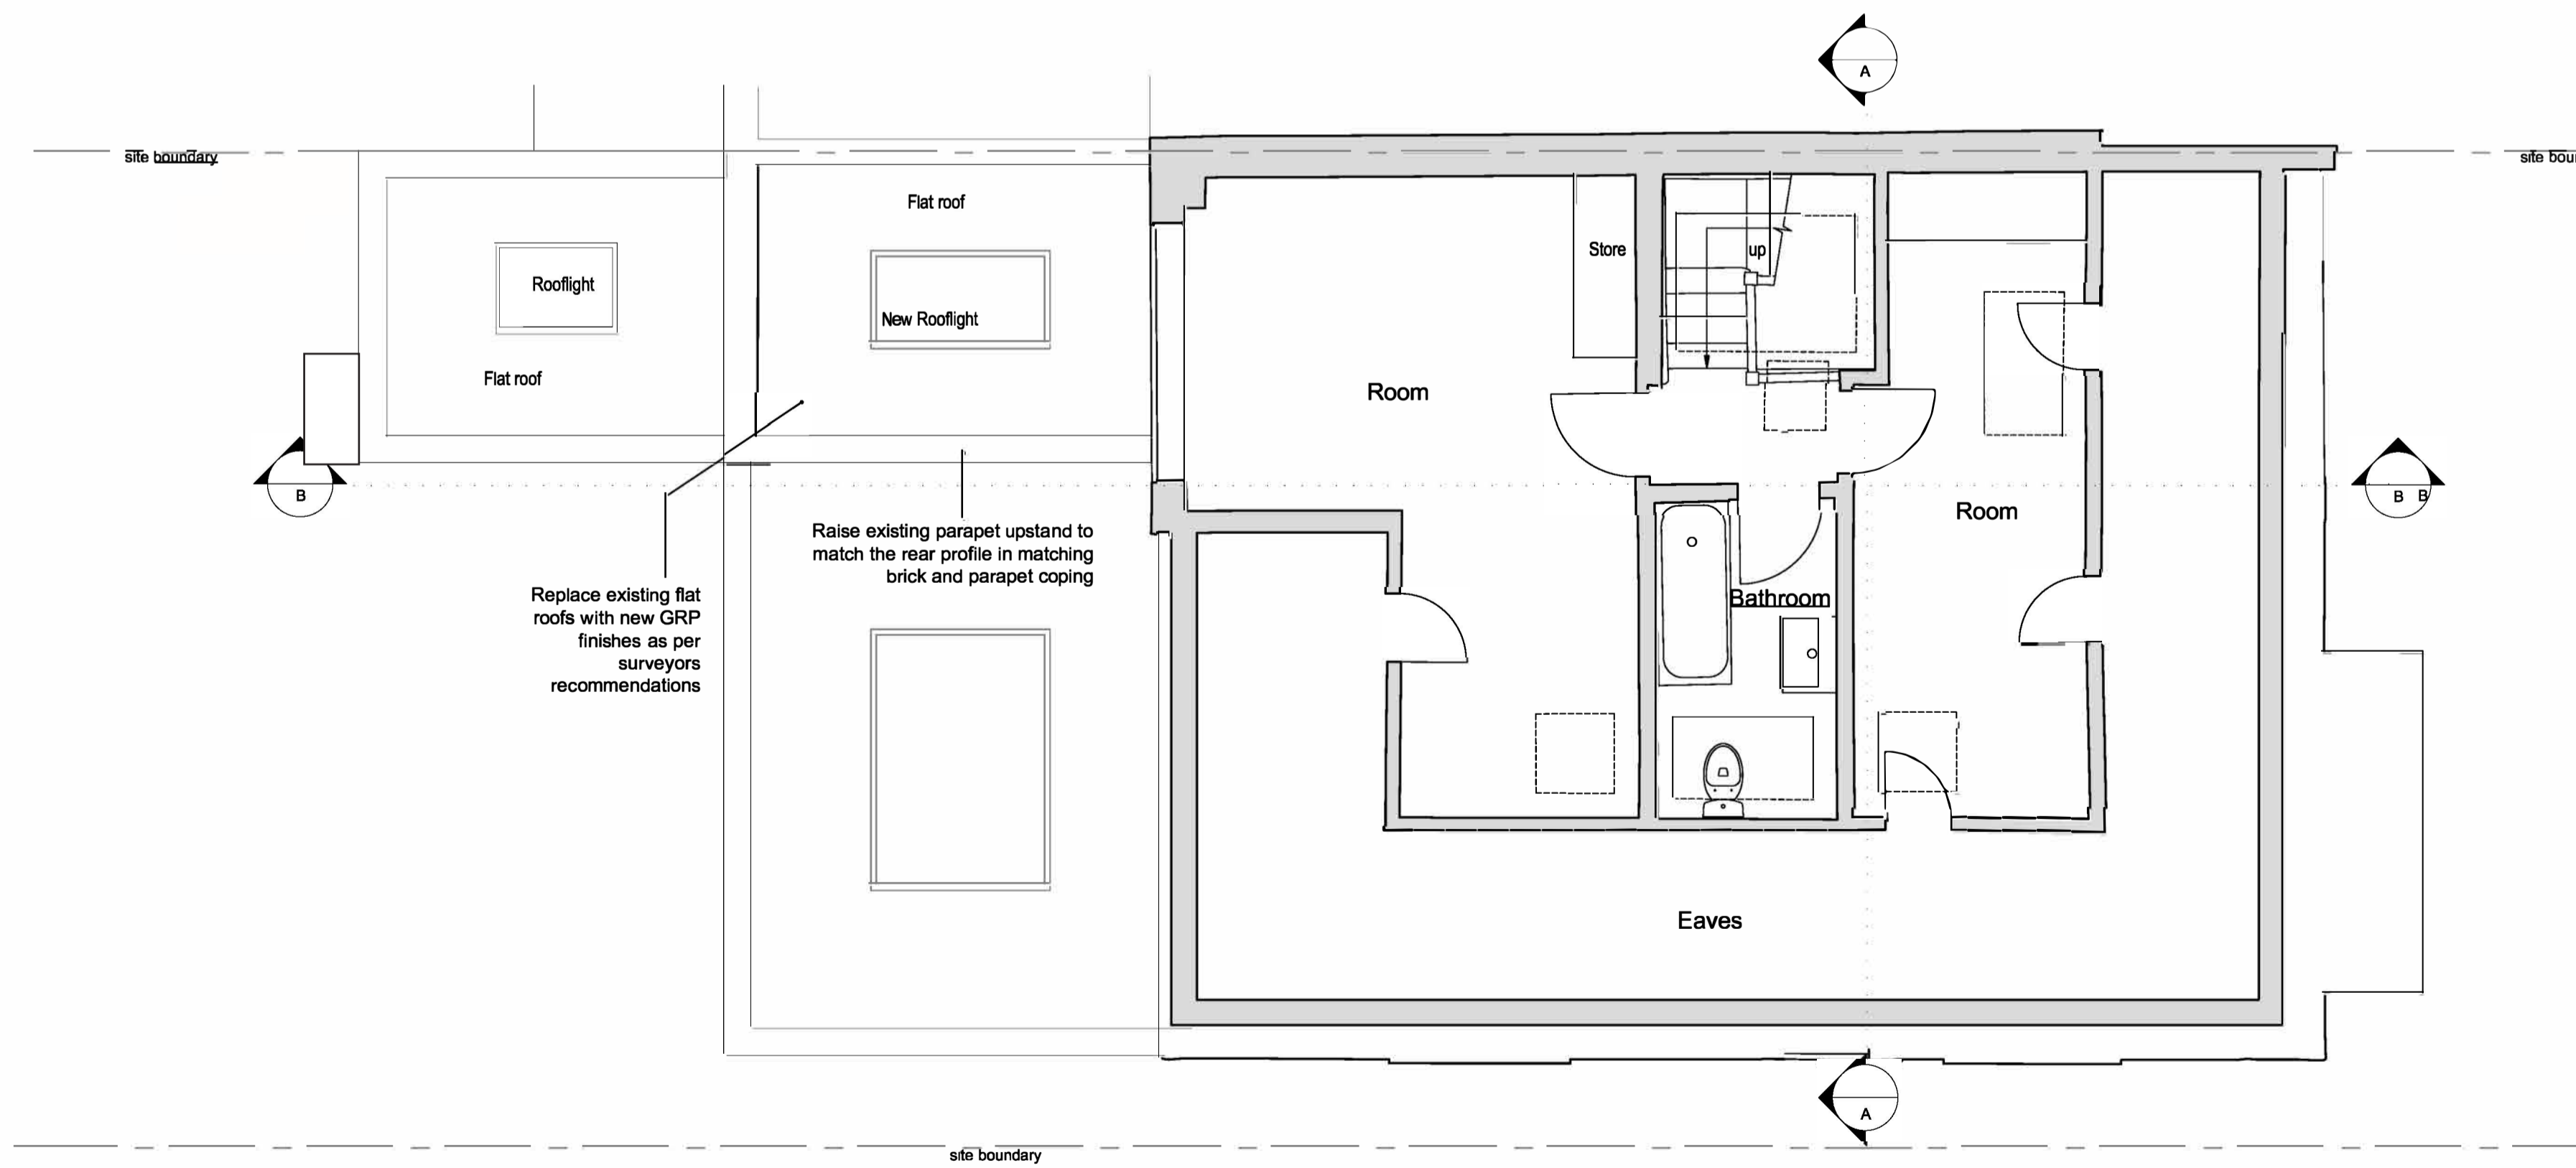 A
site boundary
site bou
Flat roof
Store
up
Rooflight
New Rooflight
Flat roof
Room
B
B B
Room
Raise existing parapet upstand to
match the rear profile in matching
brick and parapet coping
Replace existing flat
roofs with new GRP
finishes as per
surveyors
recommendations
Bathroom
Eaves
A
site boundary